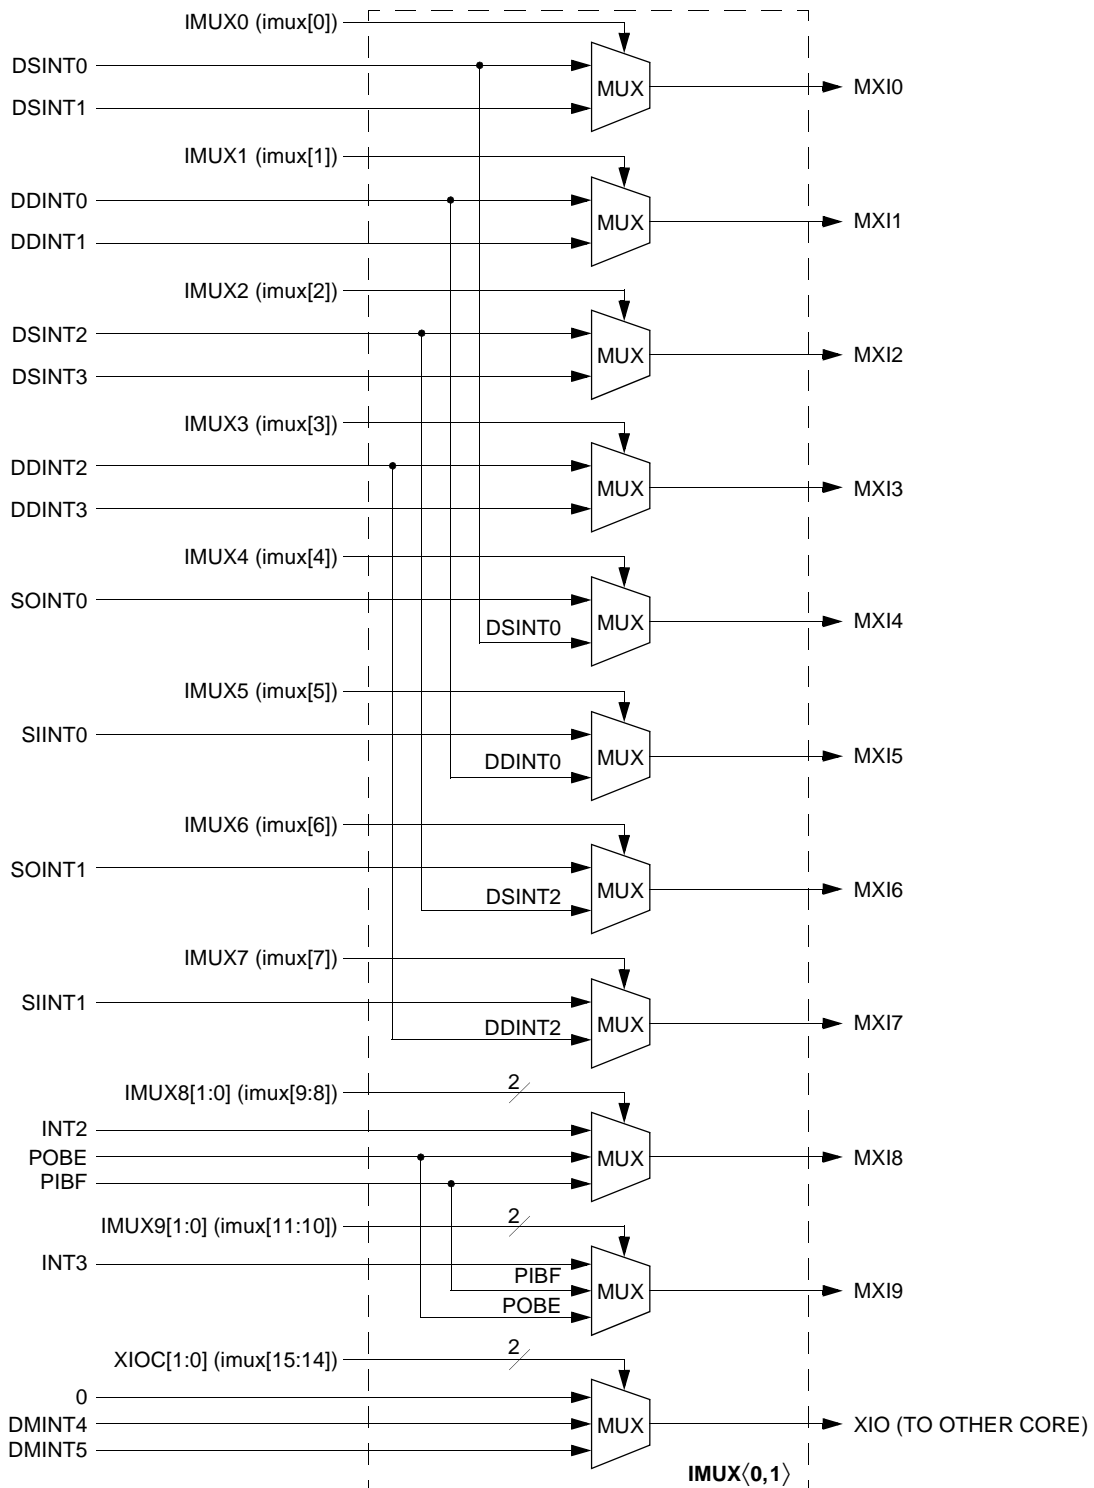 IMUX0 (imux[0])
DSINT0
MUX
MXI0
DSINT1
IMUX1 (imux[1])
DDINT0
MUX
MXI1
DDINT1
IMUX2 (imux[2])
DSINT2
MUX
MXI2
DSINT3
IMUX3 (imux[3])
DDINT2
MUX
MXI3
DDINT3
IMUX4 (imux[4])
SOINT0
MUX
MXI4
DSINT0
IMUX5 (imux[5])
SIINT0
MUX
MXI5
DDINT0
IMUX6 (imux[6])
SOINT1
MUX
MXI6
DSINT2
IMUX7 (imux[7])
SIINT1
MUX
MXI7
DDINT2
IMUX8[1:0] (imux[9:8])
2
INT2
POBE
MUX
MXI8
PIBF
IMUX9[1:0] (imux[11:10])
2
INT3
PIBF
MUX
MXI9
POBE
XIOC[1:0] (imux[15:14])
2
0
DMINT4
MUX
XIO (TO OTHER CORE)
DMINT5
IMUX〈0,1〉